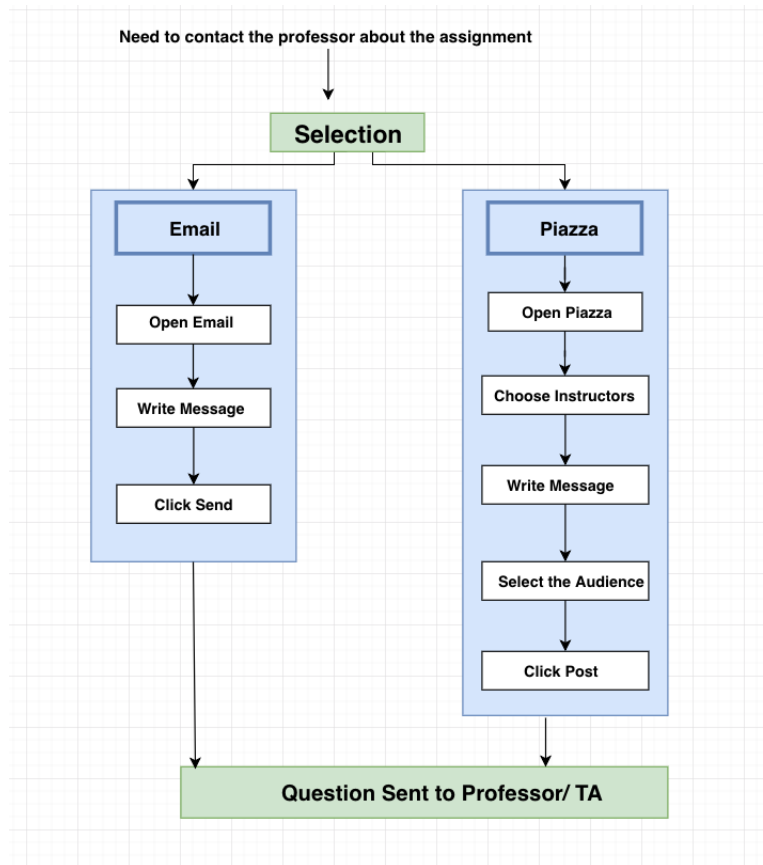 Need to contact the professor about the assignment
Selection
Email
Open Email
Write Message
Click Send
Piazza
Open Piazza
Choose Instructors
Write Message
Select the Audience
Click Post
Question Sent to Professor/ TA